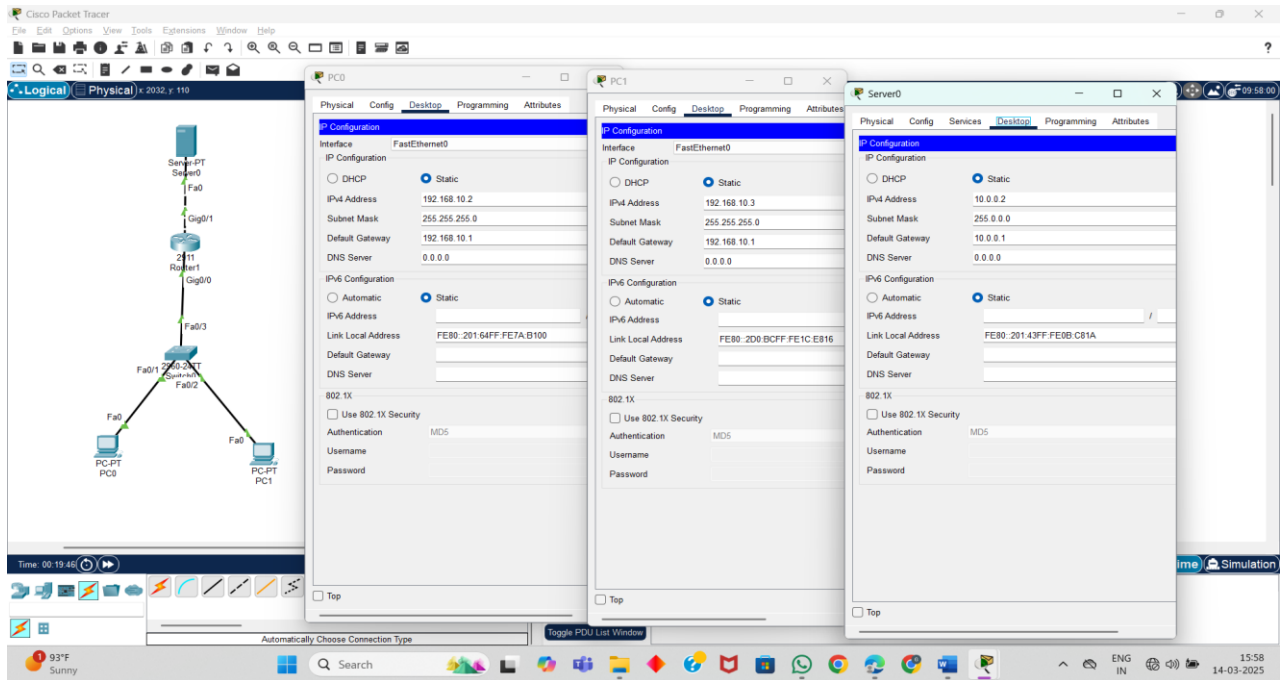 Cisco Packet Tracer
File Edit Options View Tools Extensions Window Help
?
Logical Physical x: 2032, y: 110
09:58:00
Server-PT
Server0
Fa0
Gig0/1
2911
Router1
Gig0/0
Fa0/3
Fa0/1
2960-24TT
Switch0
Fa0/2
Fa0
Fa0
PC-PT
PC0
PC-PT
PC1
PC0
Physical Config Desktop Programming Attributes
IP Configuration
Interface FastEthernet0
IP Configuration
DHCP Static
IPv4 Address 192.168.10.2
Subnet Mask 255.255.255.0
Default Gateway 192.168.10.1
DNS Server 0.0.0.0
IPv6 Configuration
Automatic Static
IPv6 Address /
Link Local Address FE80::201:64FF:FE7A:B100
Default Gateway
DNS Server
802.1X
Use 802.1X Security
Authentication MD5
Username
Password
Top
PC1
Physical Config Desktop Programming Attributes
IP Configuration
Interface FastEthernet0
IP Configuration
DHCP Static
IPv4 Address 192.168.10.3
Subnet Mask 255.255.255.0
Default Gateway 192.168.10.1
DNS Server 0.0.0.0
IPv6 Configuration
Automatic Static
IPv6 Address
Link Local Address FE80::2D0:BCFF:FE1C:E816
Default Gateway
DNS Server
802.1X
Use 802.1X Security
Authentication MD5
Username
Password
Top
Server0
Physical Config Services Desktop Programming Attributes
IP Configuration
IP Configuration
DHCP Static
IPv4 Address 10.0.0.2
Subnet Mask 255.0.0.0
Default Gateway 10.0.0.1
DNS Server 0.0.0.0
IPv6 Configuration
Automatic Static
IPv6 Address /
Link Local Address FE80::201:43FF:FE0B:C81A
Default Gateway
DNS Server
802.1X
Use 802.1X Security
Authentication MD5
Username
Password
Top
Time: 00:19:46
ime Simulation
Automatically Choose Connection Type
Toggle PDU List Window
1
93°F
Sunny
Search
ENG
IN
15:58
14-03-2025